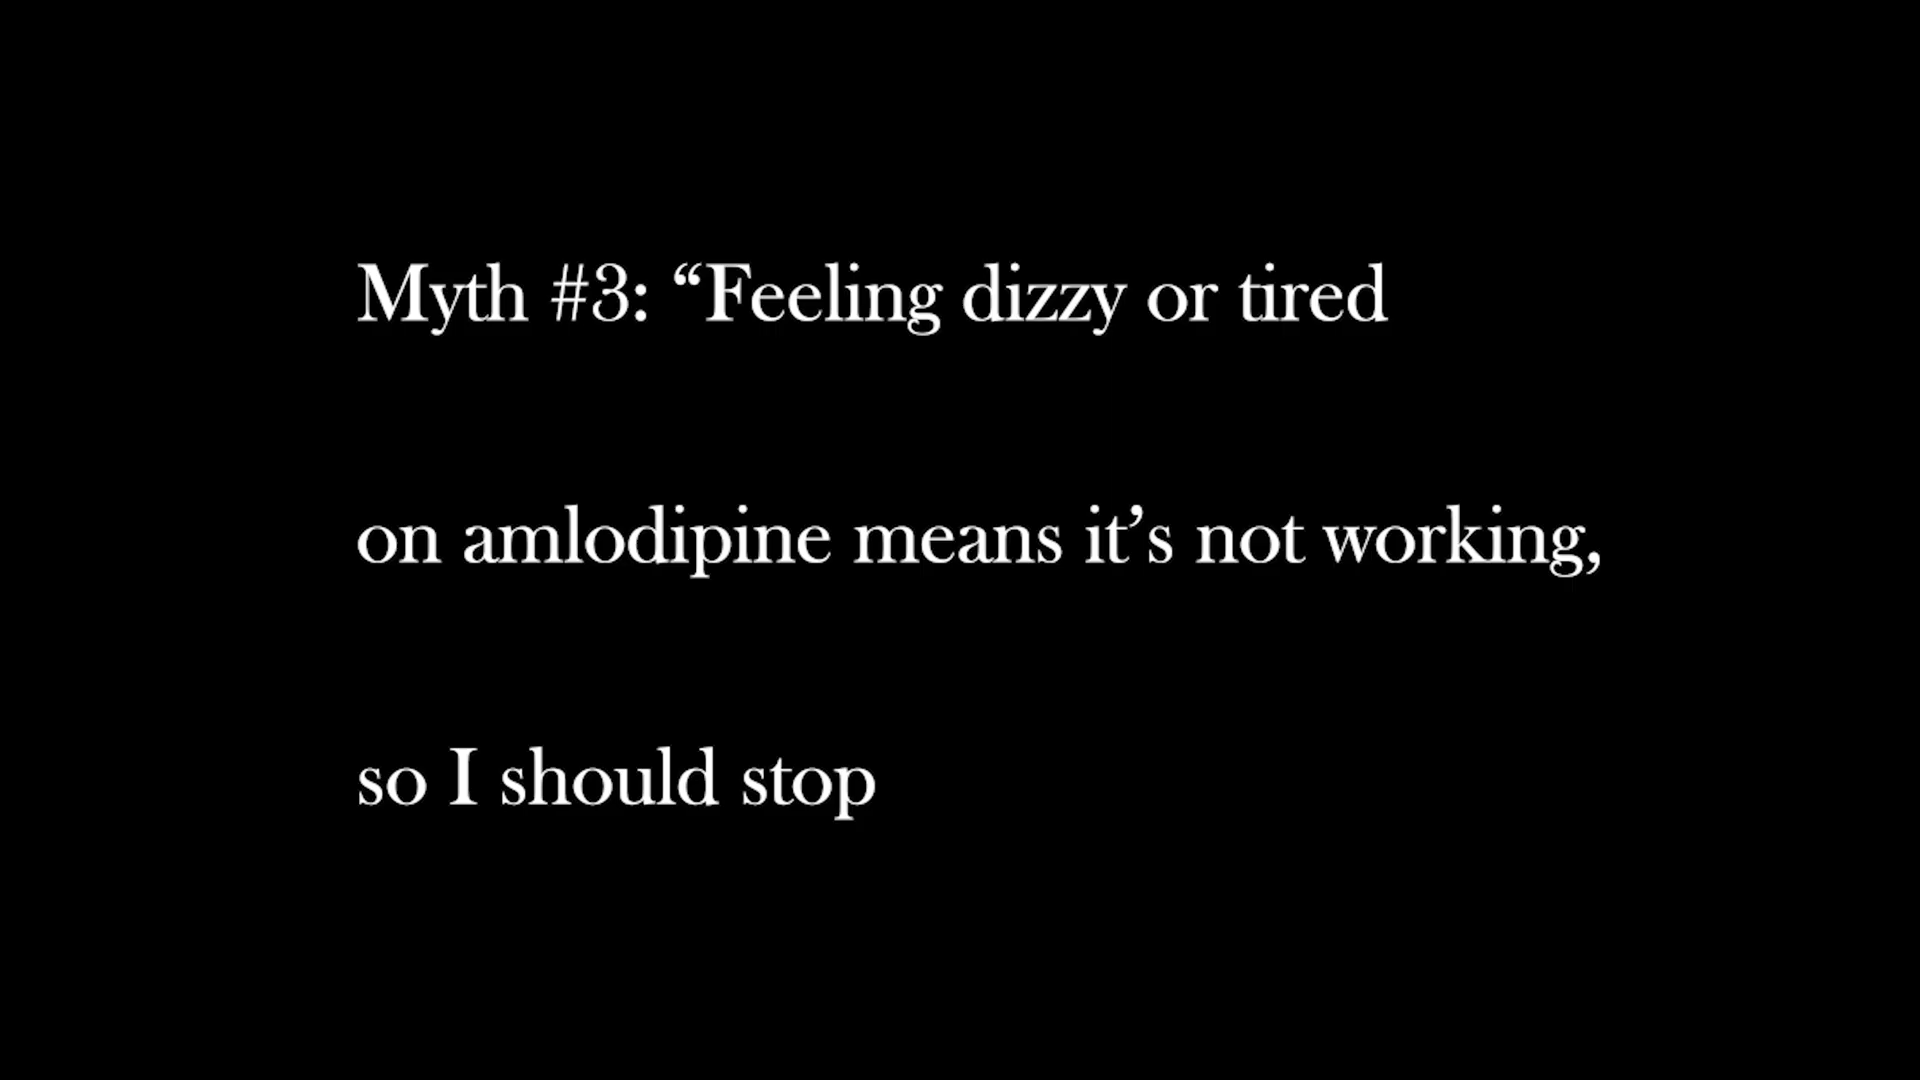 Myth #3: “Feeling dizzy or tired
on amlodipine means it’s not working,
so I should stop